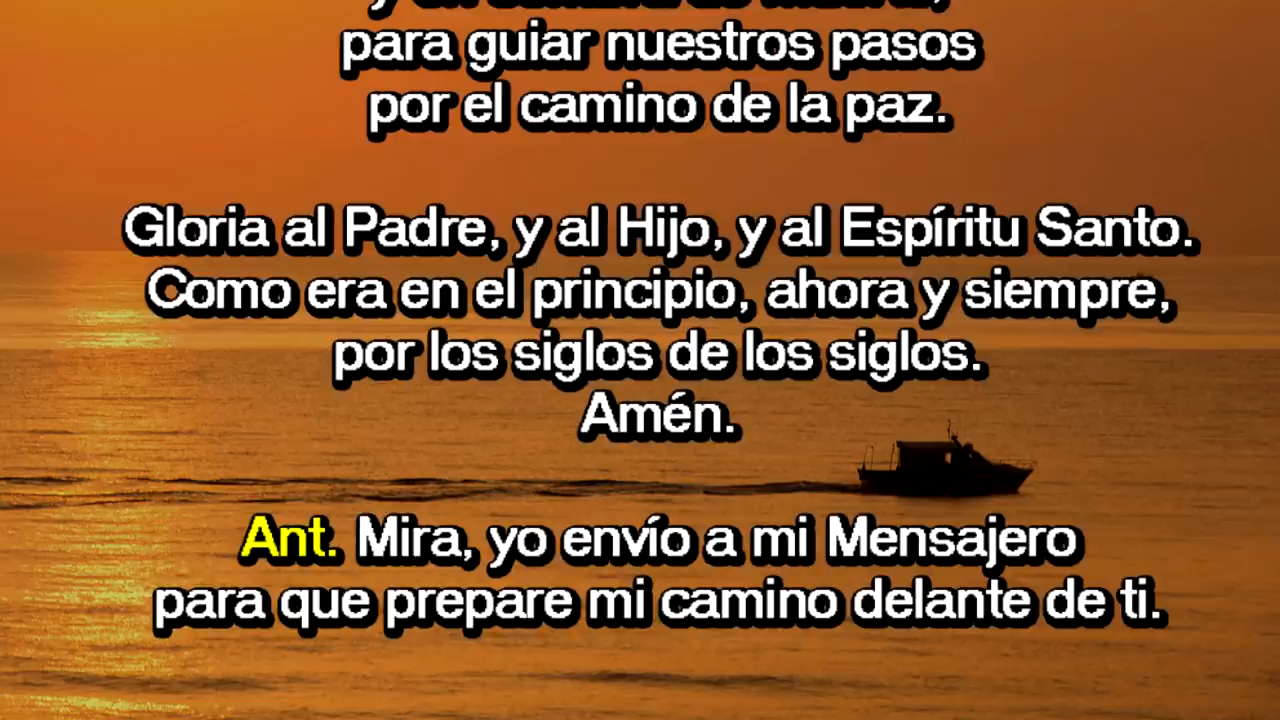 para guiar nuestros pasos
por el camino de la paz.
Gloria al Padre, y al Hijo, y al Espíritu Santo.
Como era en el principio, ahora y siempre,
por los siglos de los siglos.
Amén.
Ant. Mira, yo envío a mi Mensajero
para que prepare mi camino delante de ti.